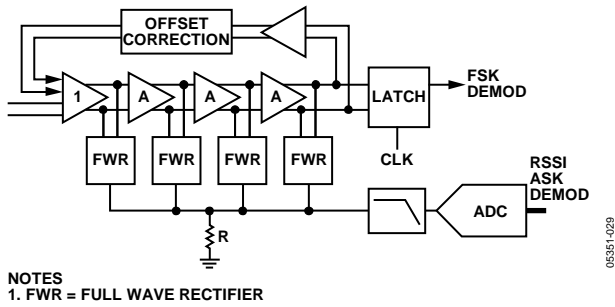 OFFSET
CORRECTION
1
A
A
A
LATCH
FSK
DEMOD
FWR
FWR
FWR
FWR
CLK
RSSI
ASK
DEMOD
R
ADC
05351-029
NOTES
1. FWR = FULL WAVE RECTIFIER